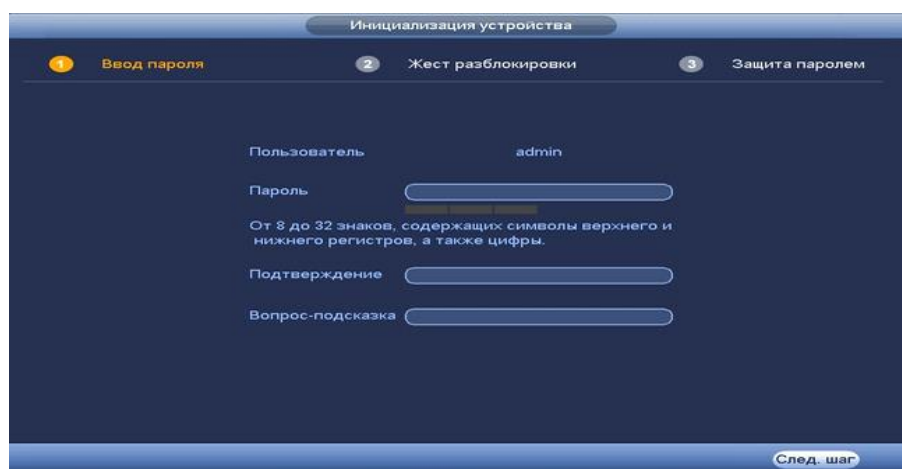 Инициализация устройства
1 Ввод пароля 2 Жест разблокировки 3 Защита паролем
Пользователь admin
Пароль
От 8 до 32 знаков, содержащих символы верхнего и
нижнего регистров, а также цифры.
Подтверждение
Вопрос-подсказка
След. шаг